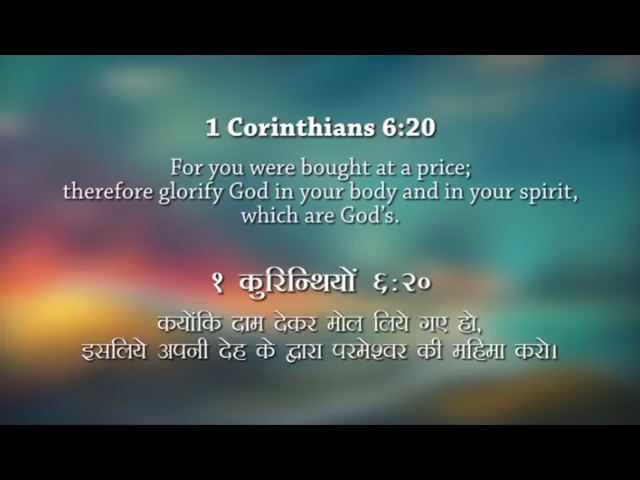 1 Corinthians 6:20
For you were bought at a price;
therefore glorify God in your body and in your spirit,
which are God's.
१ कुरिन्थियों ६:२०
क्योंकि दाम देकर मोल लिये गए हो,
इसलिये अपनी देह के द्वारा परमेश्वर की महिमा करो।